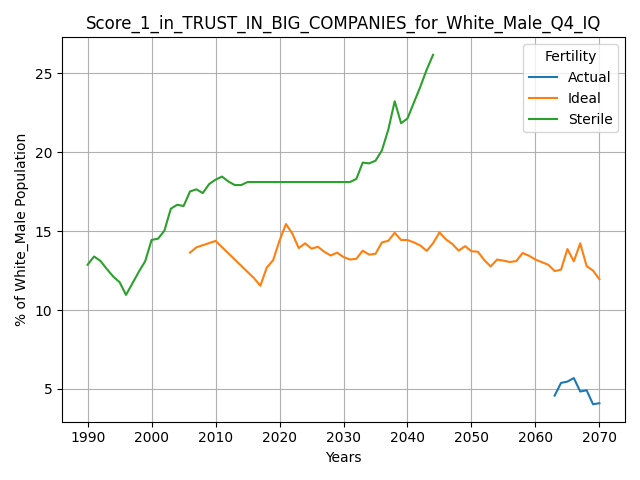 Score_1_in_TRUST_IN_BIG_COMPANIES_for_White_Male_Q4_IQ
Fertility
Actual
Ideal
Sterile
% of White_Male Population
25
20
15
10
5
1990 2000 2010 2020 2030 2040 2050 2060 2070
Years